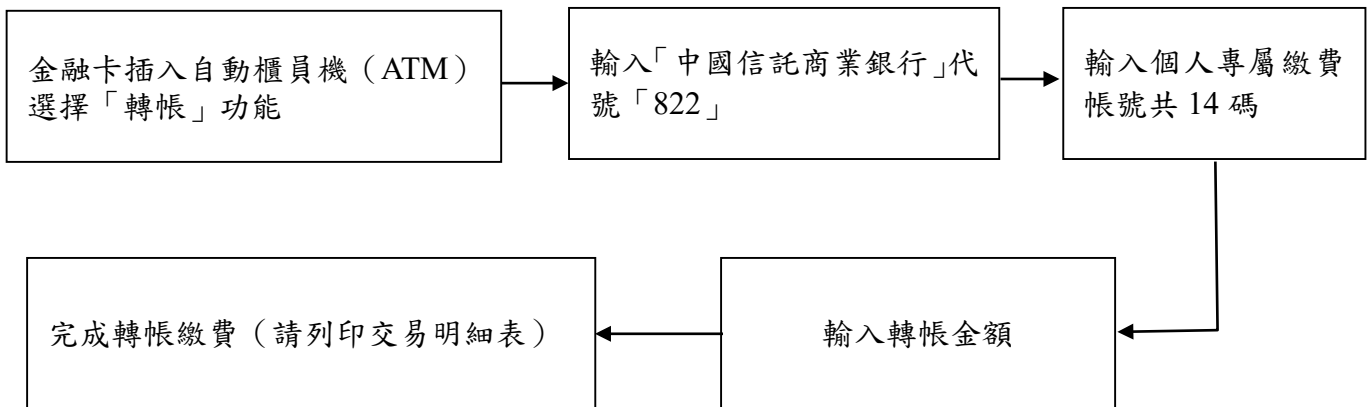 金融卡插入自動櫃員機（ATM）
選擇「轉帳」功能
輸入「中國信託商業銀行」代
號「822」
輸入個人專屬繳費
帳號共 14 碼
輸入轉帳金額
完成轉帳繳費（請列印交易明細表）